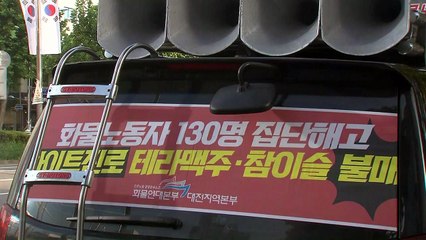 화물노동자 130명 집단해고
하이트진로 테라맥주·참이슬 불매
화물연대본부 대전지역본부